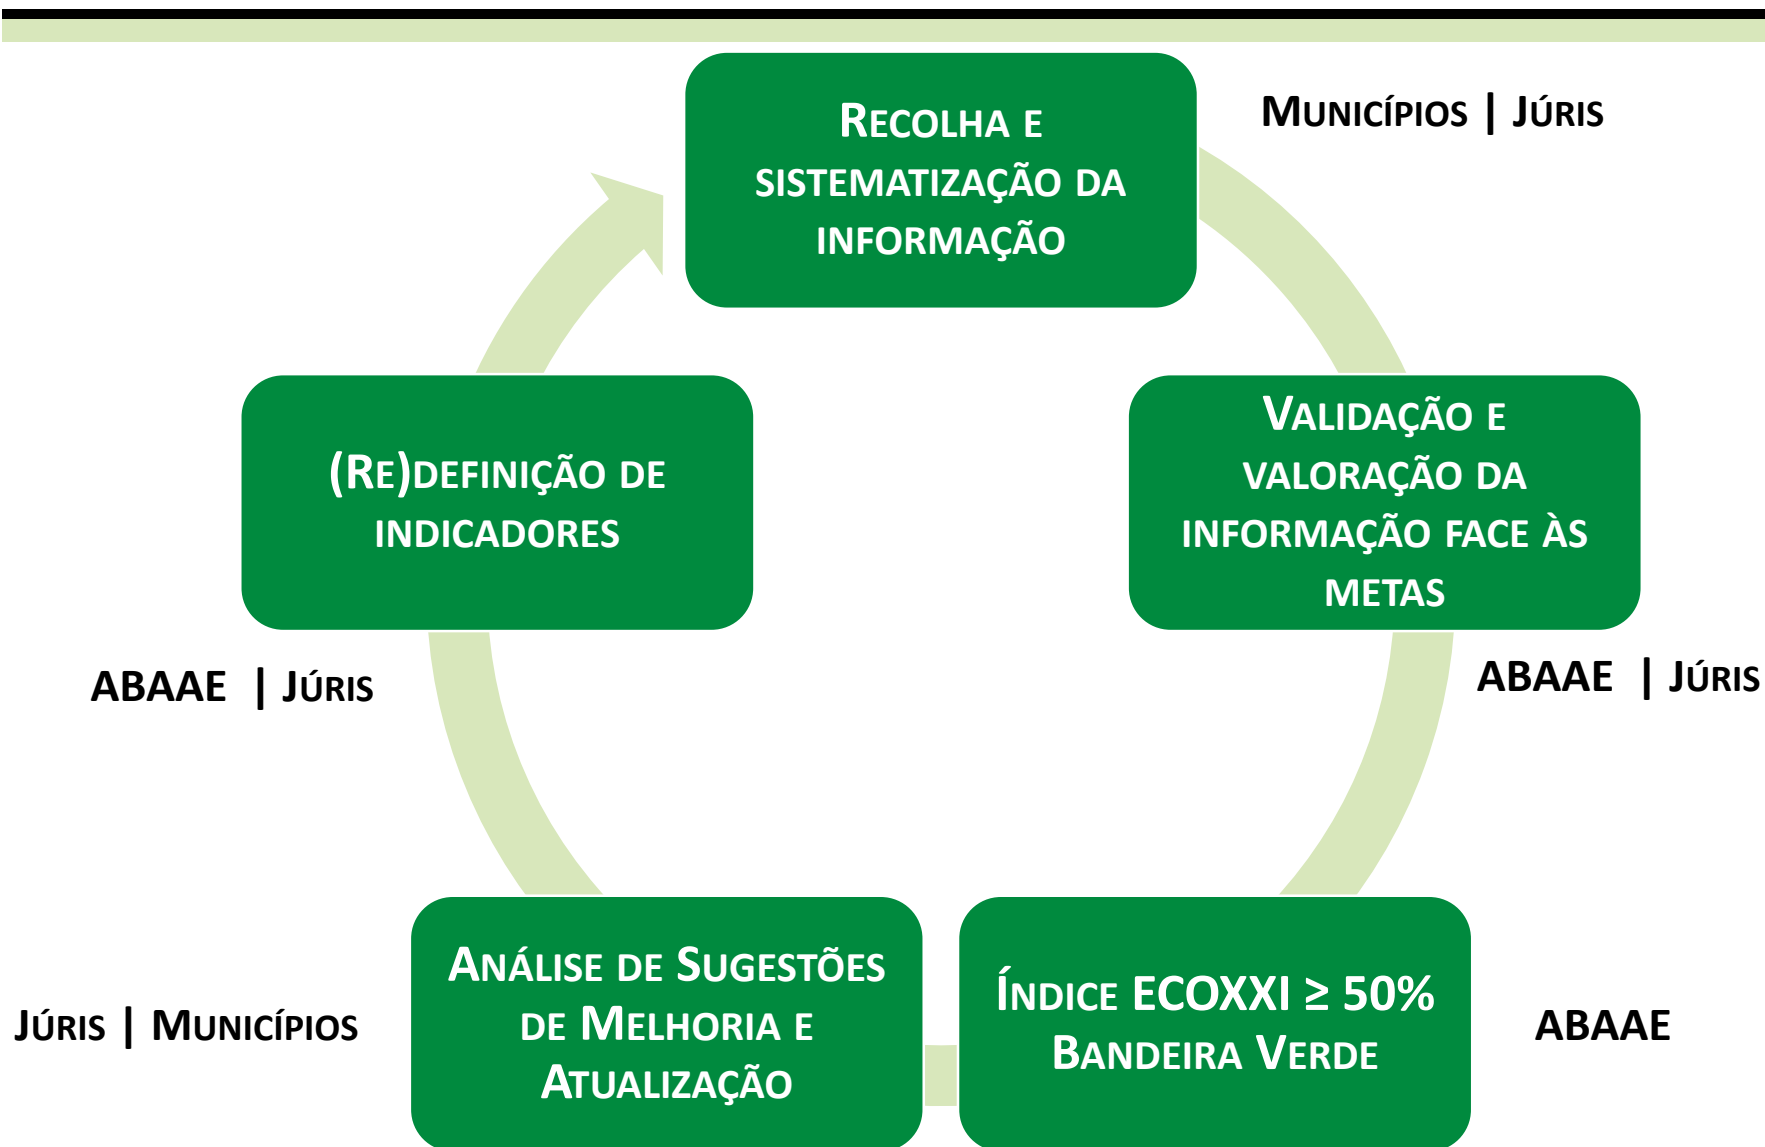 Recolha e
sistematização da
informação
Municípios | Júris
Validação e
valoração da
informação face às
metas
ABAAE | Júris
Índice ECOXXI ≥ 50%
Bandeira Verde
ABAAE
Análise de Sugestões
de Melhoria e
Atualização
Júris | Municípios
(Re)definição de
indicadores
ABAAE | Júris